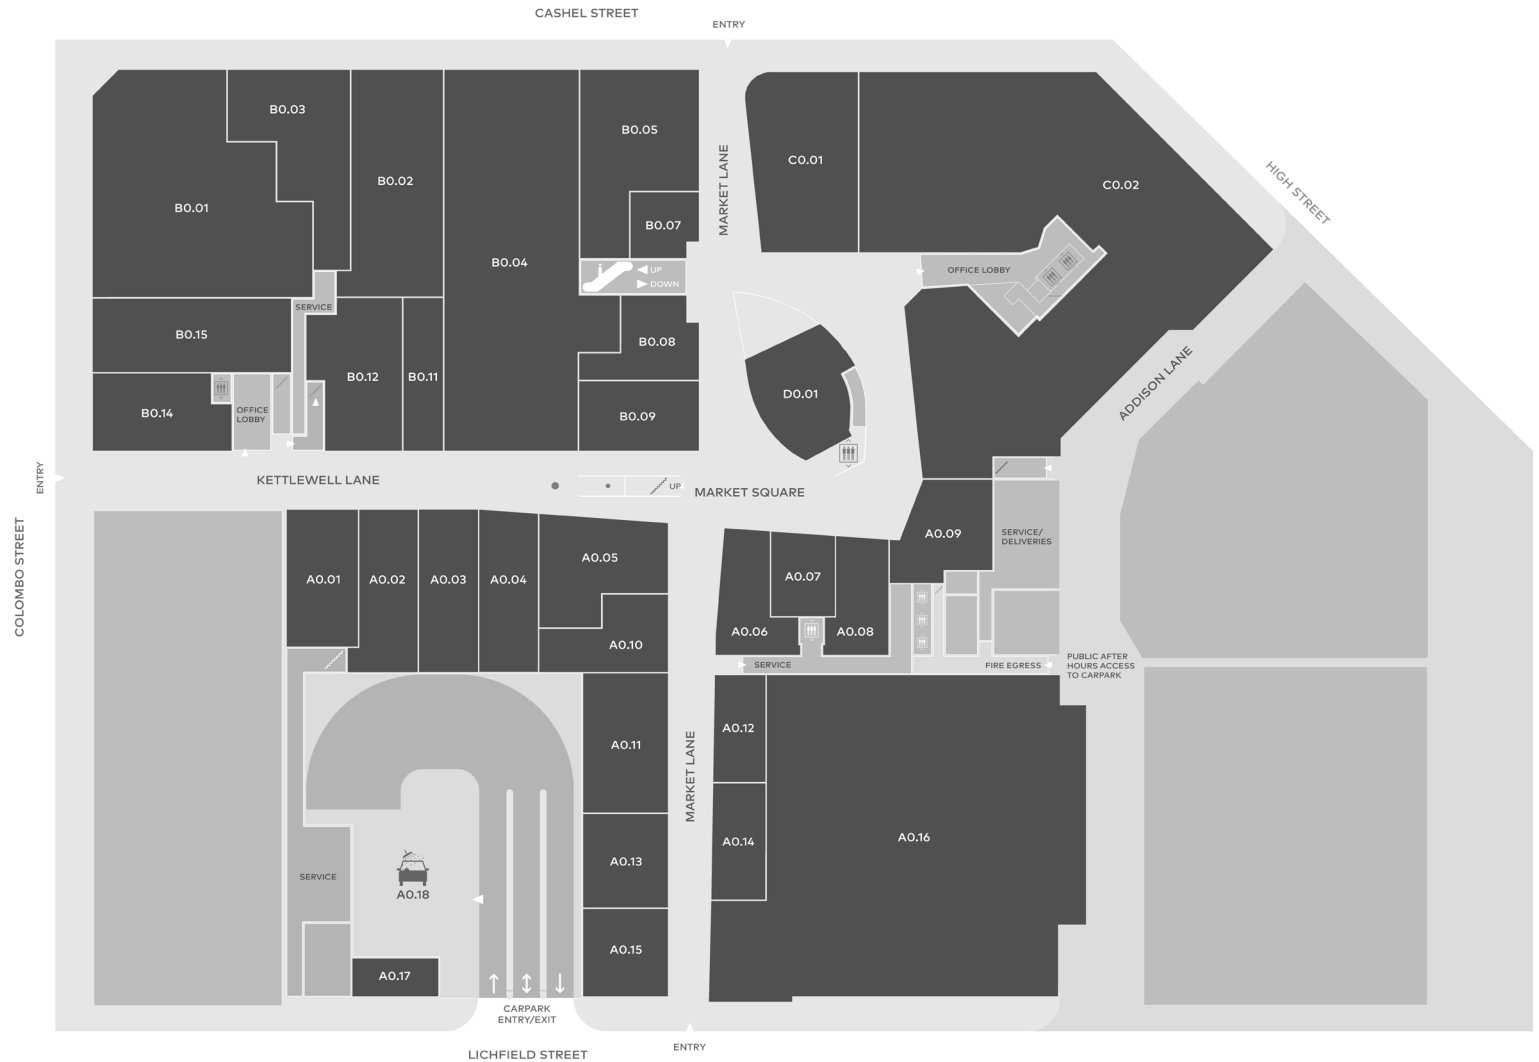 CASHEL STREET
ENTRY
B0.03
B0.05
B0.02
C0.01
C0.02
B0.01
MARKET LANE
HIGH STREET
B0.07
B0.04
UP
DOWN
OFFICE LOBBY
SERVICE
B0.15
B0.08
B0.12
B0.11
D0.01
ADDISON LANE
B0.14
OFFICE
LOBBY
B0.09
ENTRY
KETTLEWELL LANE
UP
MARKET SQUARE
COLOMBO STREET
A0.01
A0.02
A0.03
A0.04
A0.05
A0.09
SERVICE/
DELIVERIES
A0.07
A0.06
A0.08
A0.10
SERVICE
FIRE EGRESS
PUBLIC AFTER
HOURS ACCESS
TO CARPARK
A0.11
A0.12
MARKET LANE
A0.16
A0.14
A0.13
SERVICE
A0.18
A0.15
A0.17
CARPARK
ENTRY/EXIT
ENTRY
LICHFIELD STREET